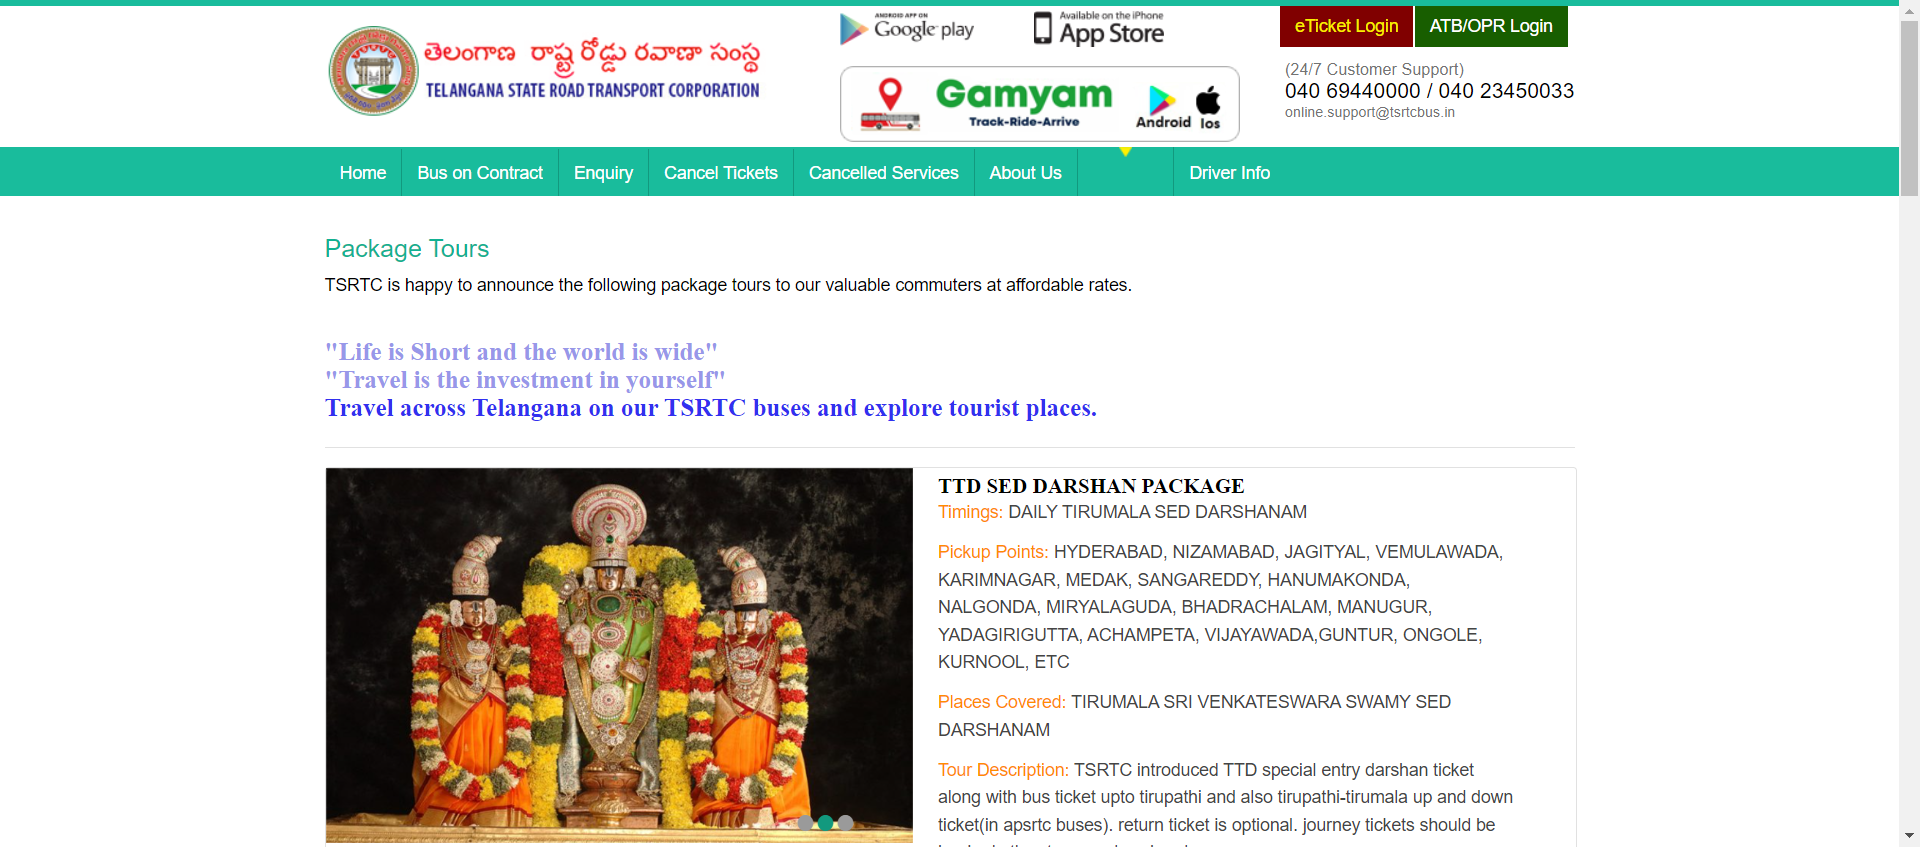 తెలంగాణ రాష్ట్ర రోడ్డు రవాణా సంస్థ
TELANGANA STATE ROAD TRANSPORT CORPORATION
ANDROID APP ON
Google play
Available on the iPhone
App Store
Gamyam
Track-Ride-Arrive
Android Ios
eTicket Login ATB/OPR Login
(24/7 Customer Support)
040 69440000 / 040 23450033
online.support@tsrtcbus.in
Home Bus on Contract Enquiry Cancel Tickets Cancelled Services About Us Driver Info
Package Tours
TSRTC is happy to announce the following package tours to our valuable commuters at affordable rates.
"Life is Short and the world is wide"
"Travel is the investment in yourself"
Travel across Telangana on our TSRTC buses and explore tourist places.
TTD SED DARSHAN PACKAGE
Timings: DAILY TIRUMALA SED DARSHANAM
Pickup Points: HYDERABAD, NIZAMABAD, JAGITYAL, VEMULAWADA,
KARIMNAGAR, MEDAK, SANGAREDDY, HANUMAKONDA,
NALGONDA, MIRYALAGUDA, BHADRACHALAM, MANUGUR,
YADAGIRIGUTTA, ACHAMPETA, VIJAYAWADA,GUNTUR, ONGOLE,
KURNOOL, ETC
Places Covered: TIRUMALA SRI VENKATESWARA SWAMY SED
DARSHANAM
Tour Description: TSRTC introduced TTD special entry darshan ticket
along with bus ticket upto tirupathi and also tirupathi-tirumala up and down
ticket(in apsrtc buses). return ticket is optional. journey tickets should be